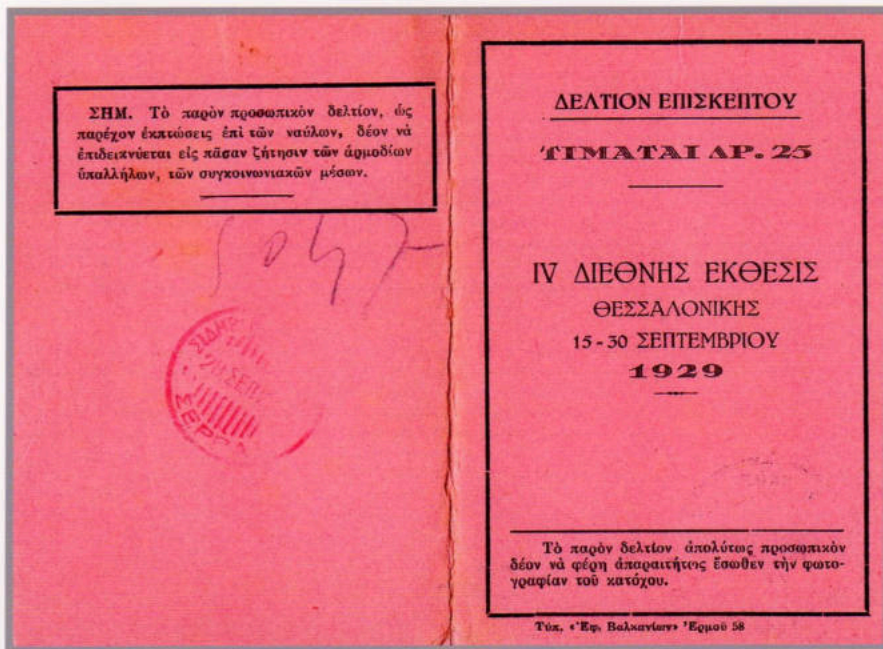 ΣΗΜ. Τὸ παρὸν προσωπικὸν δελτίον, ὡς
παρέχον ἐκπτώσεις ἐπὶ τῶν ναύλων, δέον νὰ
ἐπιδεικνύεται εἰς πᾶσαν ζήτησιν τῶν ἁρμοδίων
ὑπαλλήλων, τῶν συγκοινωνιακῶν μέσων.
5047
29 ΣΕΠ
ΔΕΛΤΙΟΝ ΕΠΙΣΚΕΠΤΟΥ
ΤΙΜΑΤΑΙ ΔΡ. 25
IV ΔΙΕΘΝΗΣ ΕΚΘΕΣΙΣ
ΘΕΣΣΑΛΟΝΙΚΗΣ
15 - 30 ΣΕΠΤΕΜΒΡΙΟΥ
1929
Τὸ παρὸν δελτίον ἀπολύτως προσωπικὸν
δέον νὰ φέρῃ ἀπαραιτήτως ἔσωθεν τὴν φωτο-
γραφίαν τοῦ κατόχου.
Τύπ. «Ἐφ. Βαλκανίων» Ἑρμοῦ 58